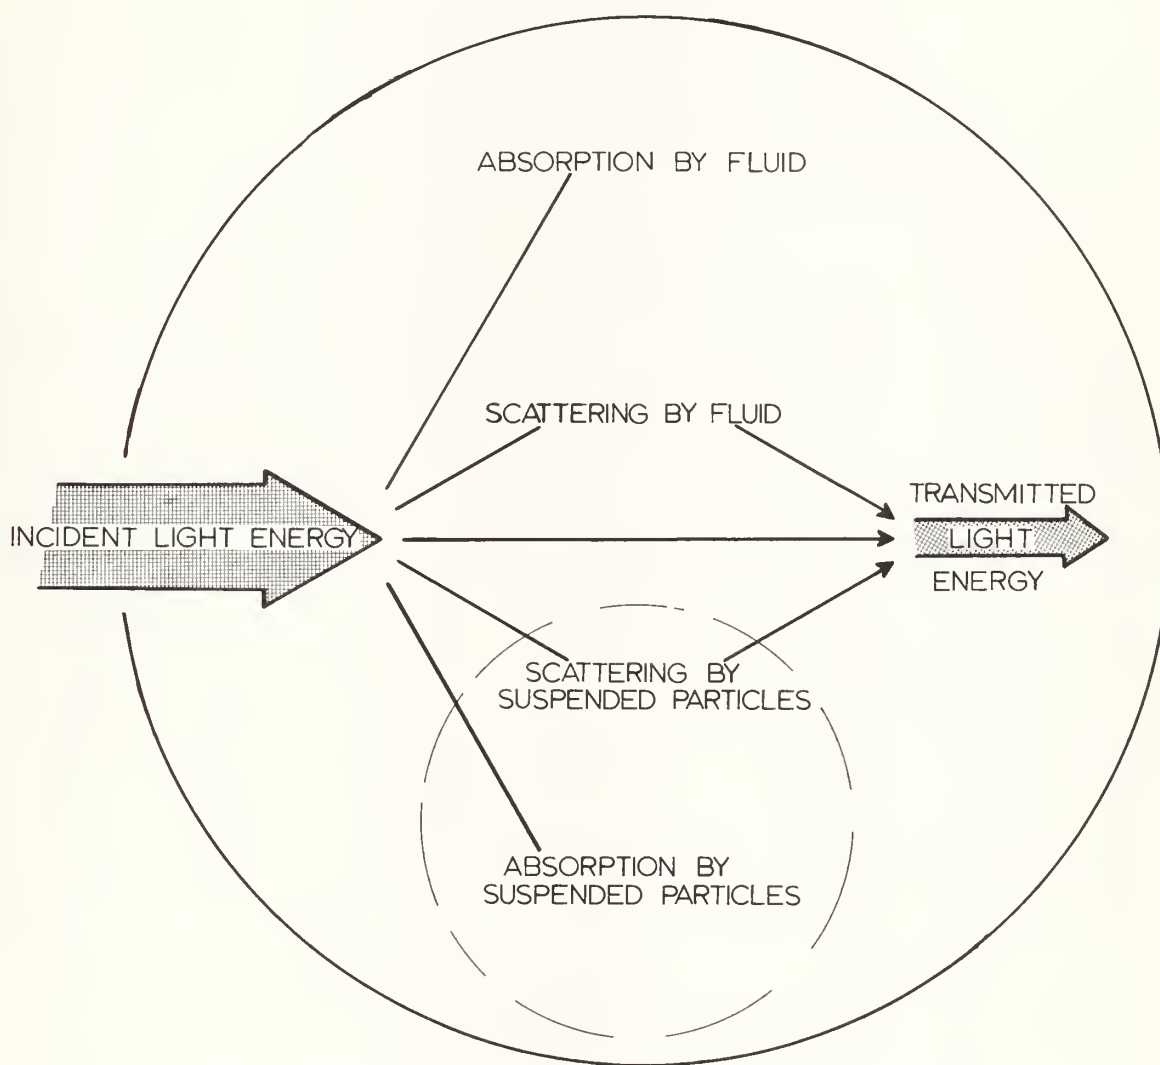 ABSORPTION BY FLUID
SCATTERING BY FLUID
INCIDENT LIGHT ENERGY
TRANSMITTED
LIGHT
ENERGY
SCATTERING BY
SUSPENDED PARTICLES
ABSORPTION BY
SUSPENDED PARTICLES